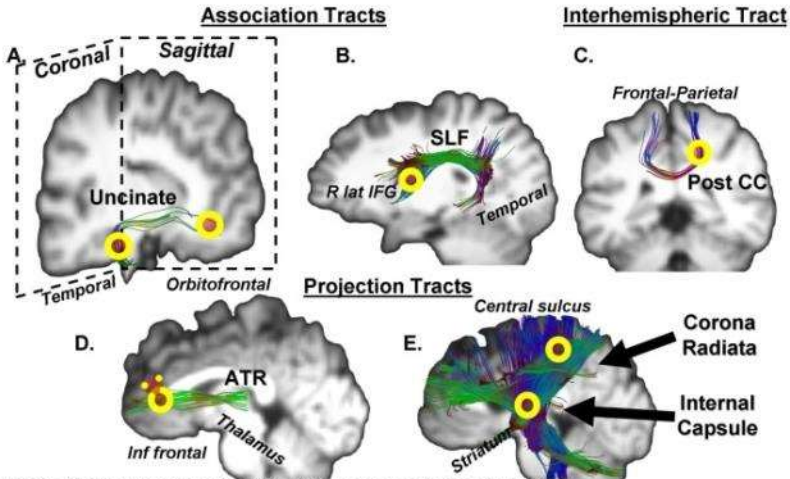 Association Tracts
Interhemispheric Tract
A.
Coronal
Sagittal
Uncinate
Temporal
Orbitofrontal
B.
SLF
R lat IFG
Temporal
C.
Frontal-Parietal
Post CC
Projection Tracts
D.
ATR
Thalamus
Inf frontal
E.
Central sulcus
Corona
Radiata
Internal
Capsule
Striatum